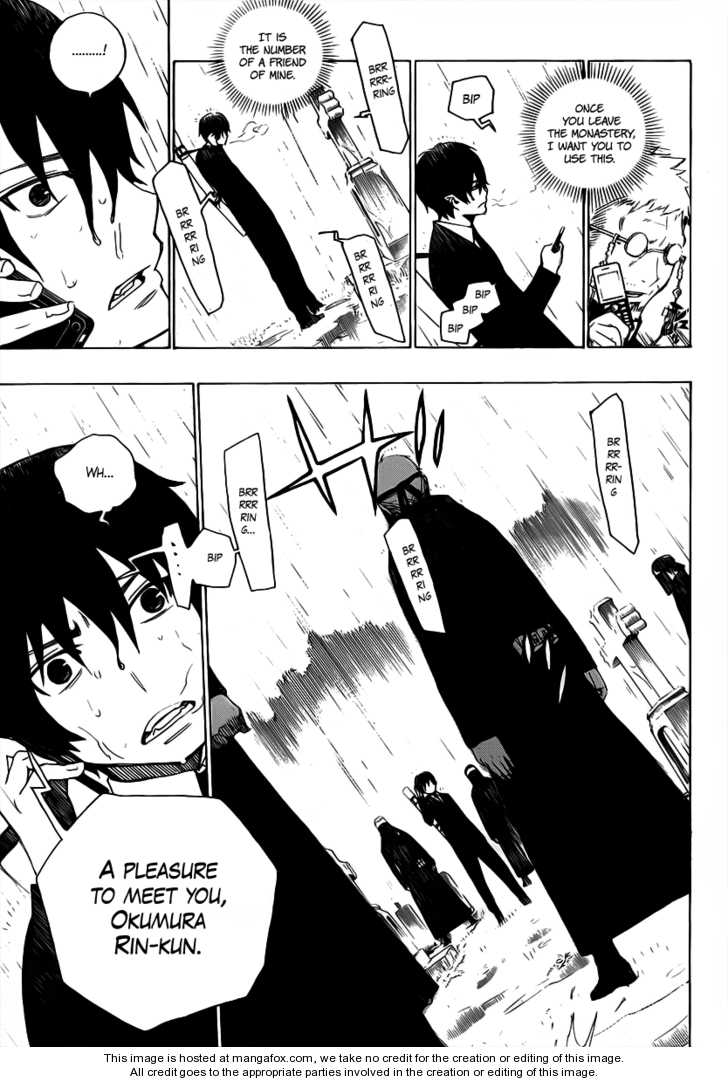 ONCE
YOU LEAVE
THE MONASTERY,
I WANT YOU TO
USE THIS.
BIP
BIP
BIP
BIP
IT IS
THE NUMBER
OF A FRIEND
OF MINE.
BRR
RRR-
RING
BR
RR
RR
RING
BR
RR
RR
RI
NG
.........!
BR
RR
RR-
RING
BR
RR
RR
RI
NG
BRR
RRR
RIN
G...
BIP
...
WH...
A PLEASURE
TO MEET YOU,
OKUMURA
RIN-KUN.
This image is hosted at mangafox.com, we take no credit for the creation or editing of this image.
All credit goes to the appropriate parties involved in the creation or editing of this image.